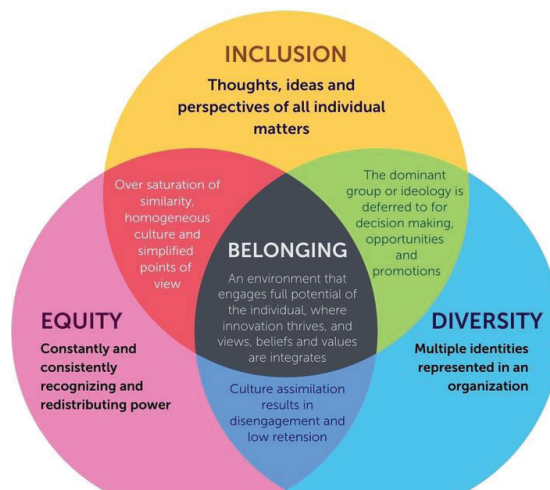 INCLUSION
Thoughts, ideas and
perspectives of all individual
matters
Over saturation of
similarity,
homogeneous
culture and
simplified
points of
view
The dominant
group or ideology is
deferred to for
decision making,
opportunities
and
promotions
BELONGING
An environment that
engages full potential of
the individual, where
innovation thrives, and
views, beliefs and values
are integrates
EQUITY
Constantly and
consistently
recognizing and
redistributing power
DIVERSITY
Multiple identities
represented in an
organization
Culture assimilation
results in
disengagement and
low retension